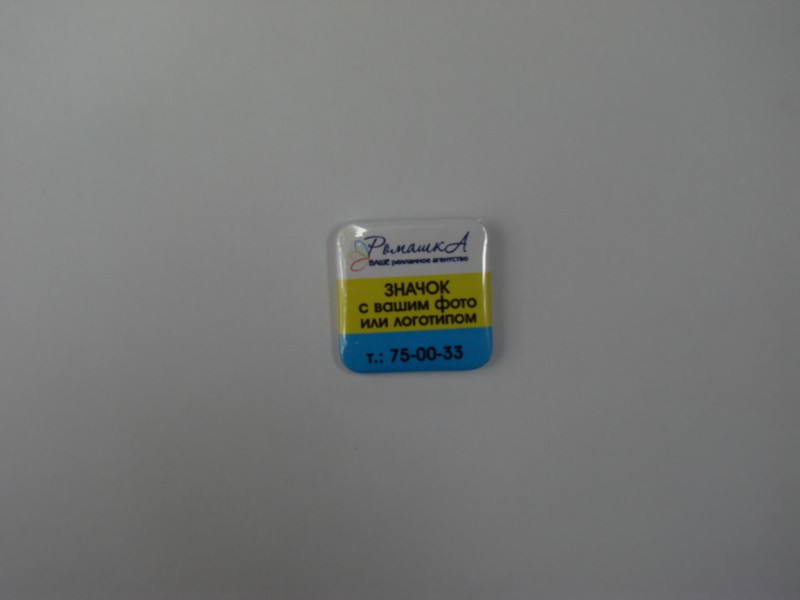 РомашкА
ВАШЕ рекламное агентство
ЗНАЧОК
с вашим фото
или логотипом
т.: 75-00-33